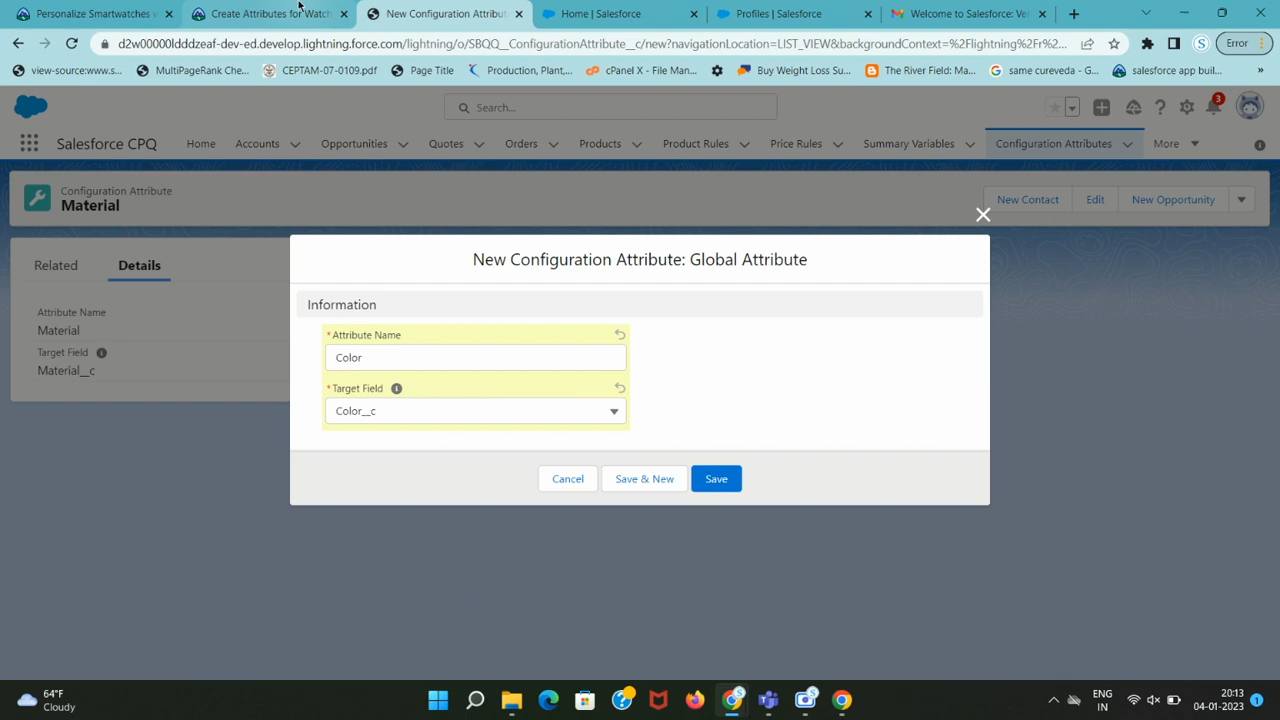 Personalize Smartwatches v
Create Attributes for Watch
New Configuration Attribut
Home | Salesforce
Profiles | Salesforce
Welcome to Salesforce: Ver
d2w00000ldddzeaf-dev-ed.develop.lightning.force.com/lightning/o/SBQQ__ConfigurationAttribute__c/new?navigationLocation=LIST_VIEW&backgroundContext=%2Flightning%2Fr%2...
S
Error
view-source:www.s...
MultiPageRank Che...
CEPTAM-07-0109.pdf
Page Title
Production, Plant,...
cPanel X - File Man...
Buy Weight Loss Su...
The River Field: Ma...
same cureveda - G...
salesforce app buil...
»
Search...
3
Salesforce CPQ
Home
Accounts
Opportunities
Quotes
Orders
Products
Product Rules
Price Rules
Summary Variables
Configuration Attributes
More
Configuration Attribute
Material
New Contact
Edit
New Opportunity
Related
Details
Attribute Name
Material
Target Field
Material__c
New Configuration Attribute: Global Attribute
Information
*Attribute Name
Color
*Target Field
Color__c
Cancel
Save & New
Save
64°F
Cloudy
ENG
IN
20:13
04-01-2023
1